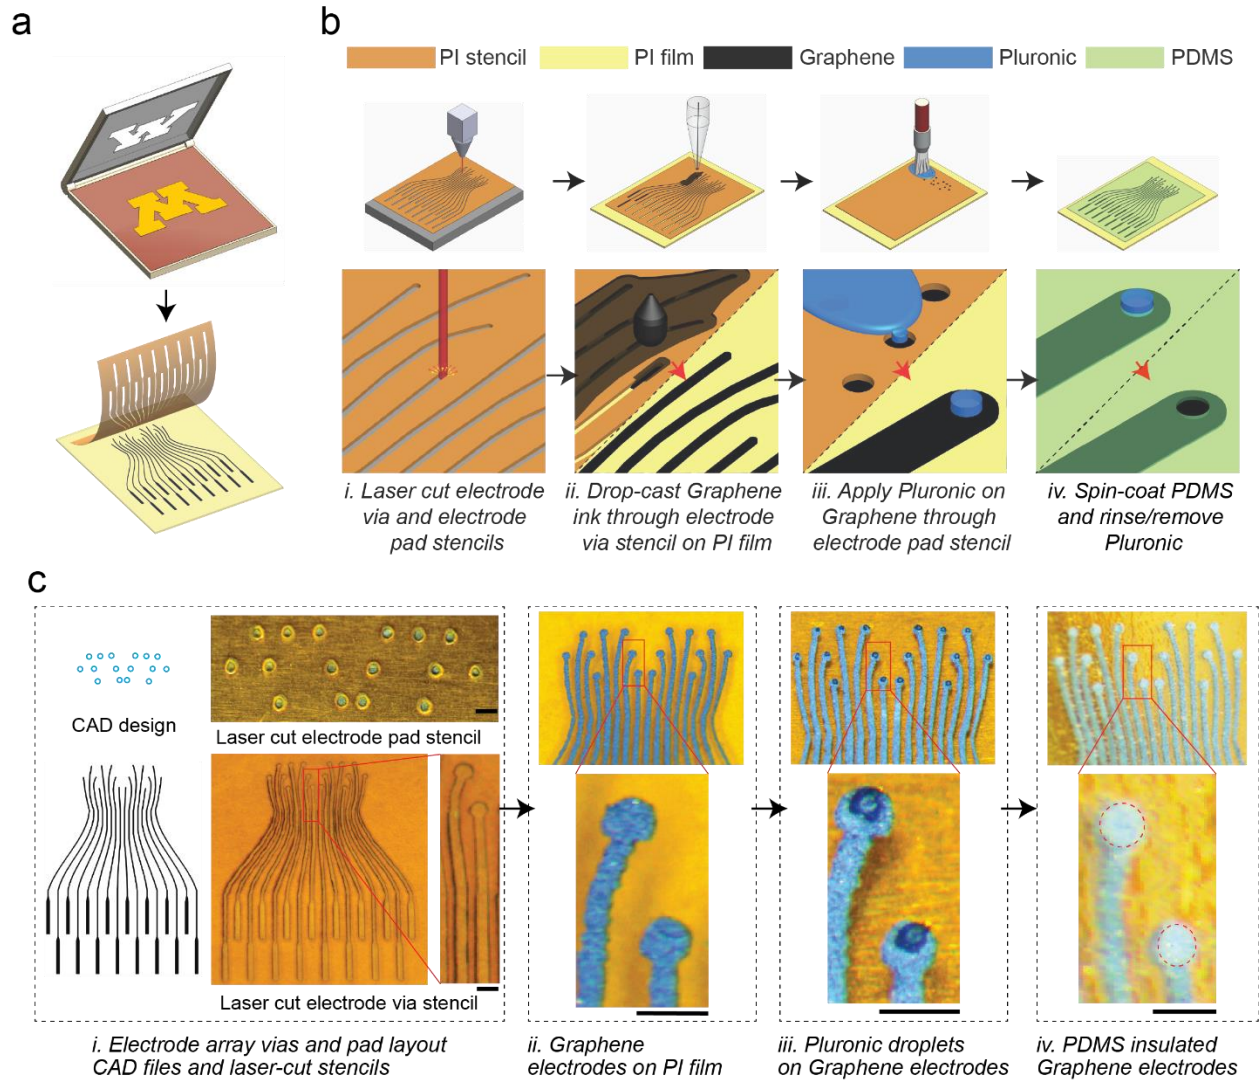 a
b
PI stencil
PI film
Graphene
Pluronic
PDMS
i. Laser cut electrode
via and electrode
pad stencils
ii. Drop-cast Graphene
ink through electrode
via stencil on PI film
iii. Apply Pluronic on
Graphene through
electrode pad stencil
iv. Spin-coat PDMS
and rinse/remove
Pluronic
c
CAD design
Laser cut electrode pad stencil
Laser cut electrode via stencil
i. Electrode array vias and pad layout
CAD files and laser-cut stencils
ii. Graphene
electrodes on PI film
iii. Pluronic droplets
on Graphene electrodes
iv. PDMS insulated
Graphene electrodes